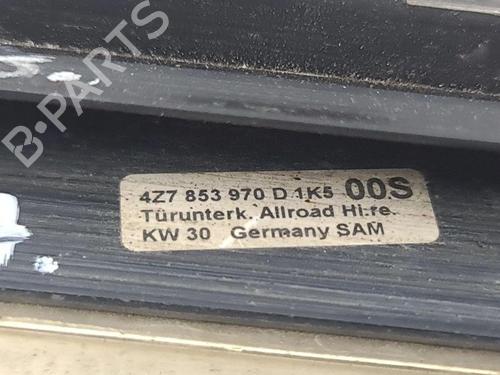 B-PARTS
4Z7 853 970 D 1K5 00S
Türunterk. Allroad Hi.re.
KW 30 Germany SAM